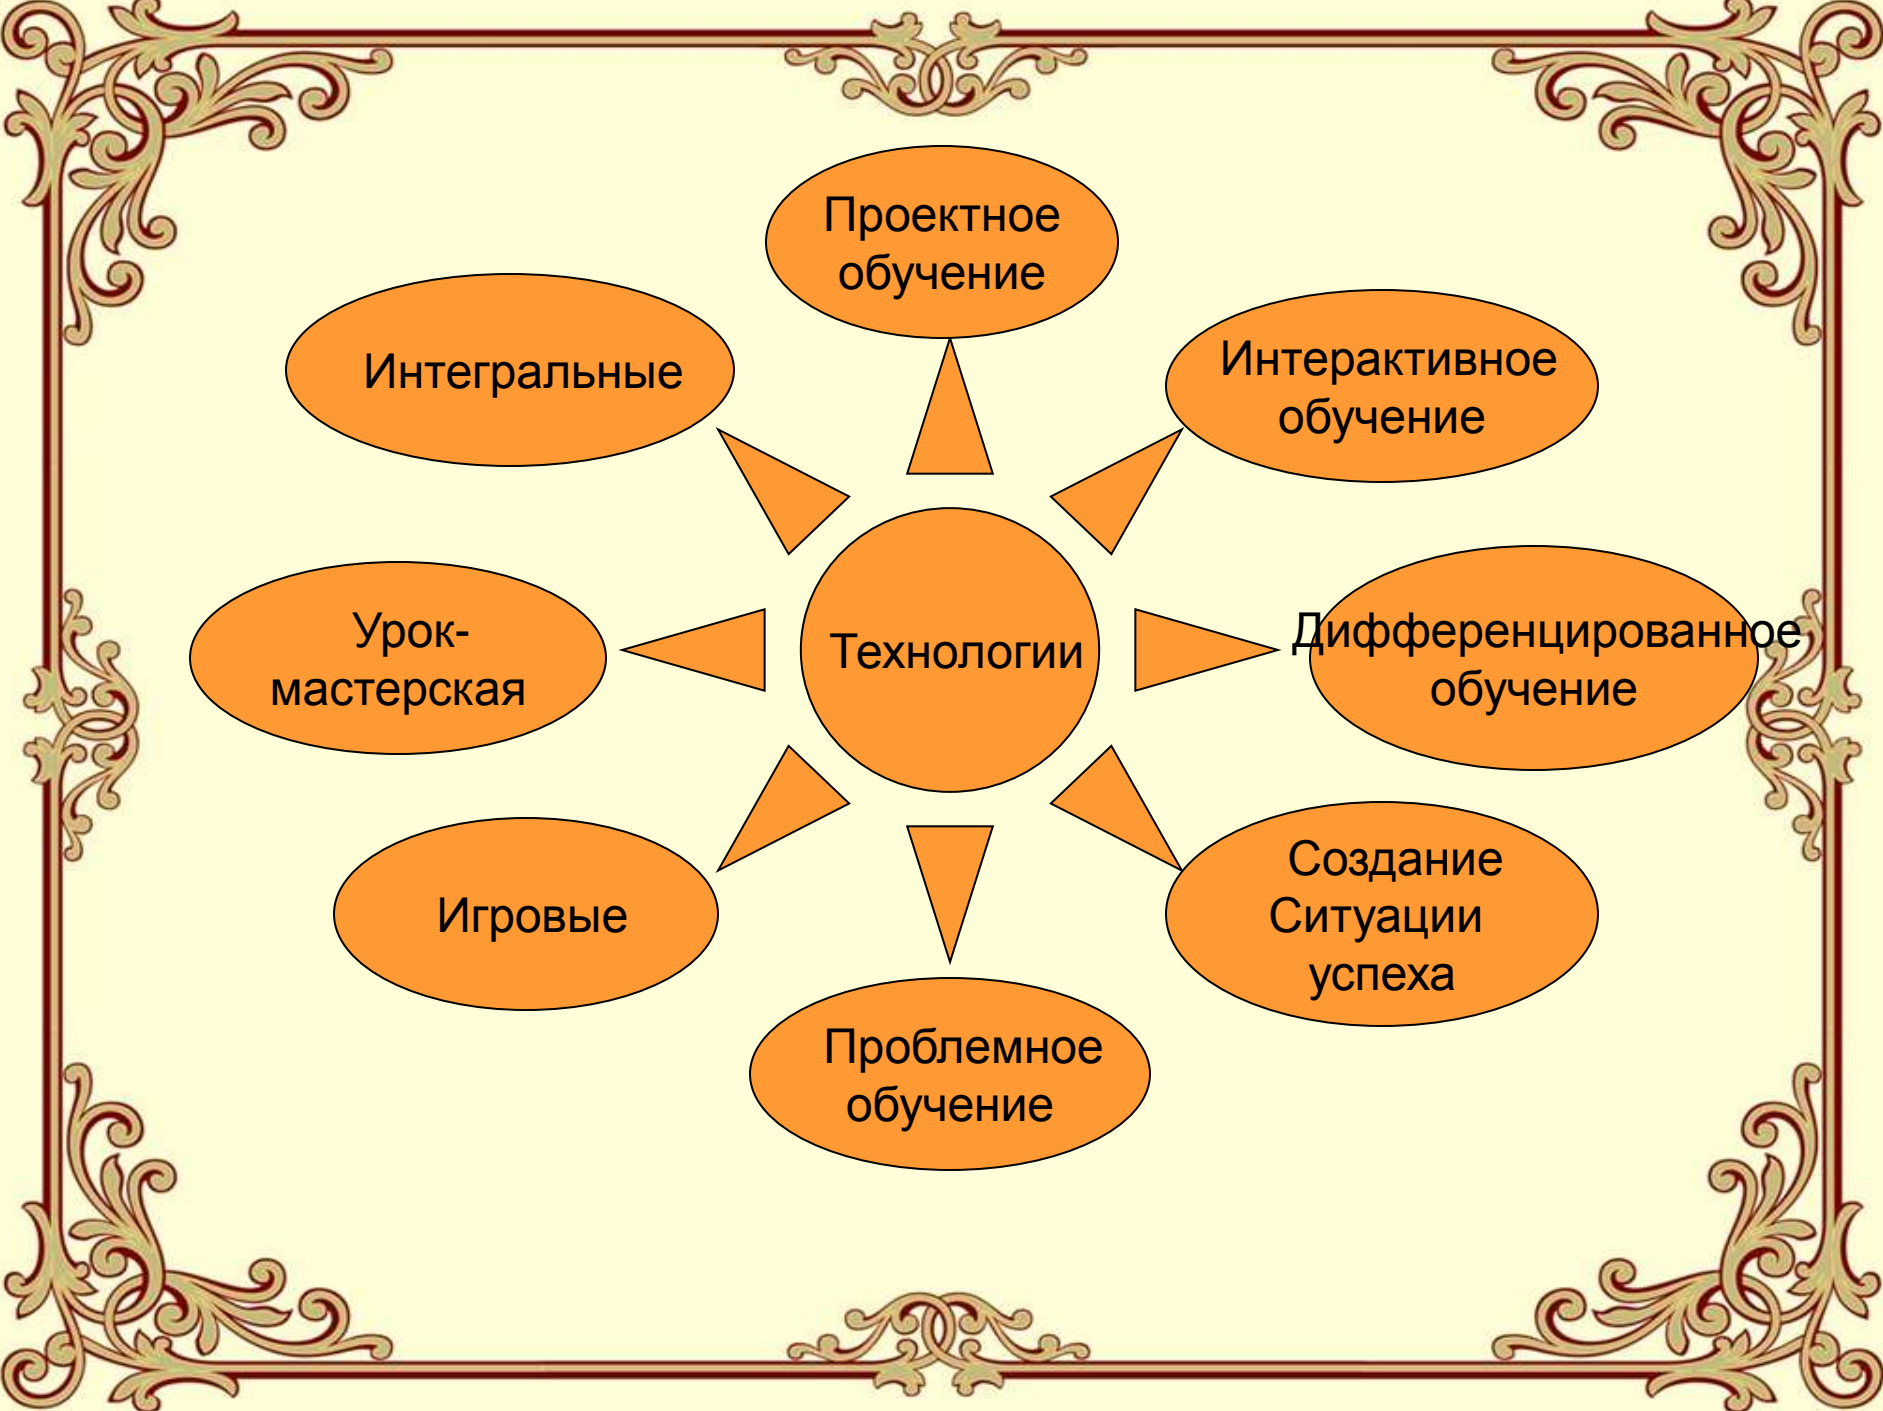 Проектное
обучение
Интегральные
Интерактивное
обучение
Урок-
мастерская
Технологии
Дифференцированное
обучение
Игровые
Создание
Ситуации
успеха
Проблемное
обучение